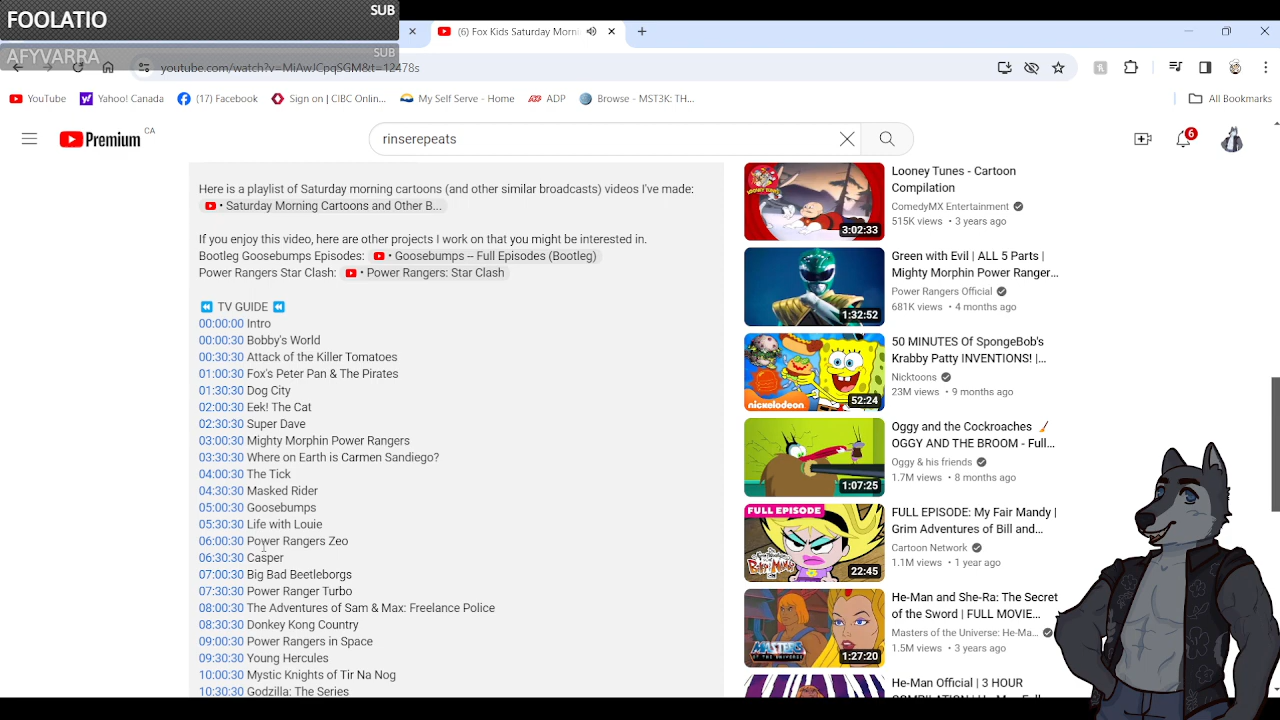 FOOLATIO SUB
AFYVARRA SUB
(6) Fox Kids Saturday Morni
youtube.com/watch?v=MiAwJCpqSGM&t=12478s
YouTube Yahoo! Canada (17) Facebook Sign on | CIBC Onlin... My Self Serve - Home ADP Browse - MST3K: TH... All Bookmarks
Premium CA
rinserepeats
6
Here is a playlist of Saturday morning cartoons (and other similar broadcasts) videos I've made:
• Saturday Morning Cartoons and Other B...
If you enjoy this video, here are other projects I work on that you might be interested in.
Bootleg Goosebumps Episodes: • Goosebumps -- Full Episodes (Bootleg)
Power Rangers Star Clash: • Power Rangers: Star Clash
TV GUIDE
00:00:00 Intro
00:00:30 Bobby's World
00:30:30 Attack of the Killer Tomatoes
01:00:30 Fox's Peter Pan & The Pirates
01:30:30 Dog City
02:00:30 Eek! The Cat
02:30:30 Super Dave
03:00:30 Mighty Morphin Power Rangers
03:30:30 Where on Earth is Carmen Sandiego?
04:00:30 The Tick
04:30:30 Masked Rider
05:00:30 Goosebumps
05:30:30 Life with Louie
06:00:30 Power Rangers Zeo
06:30:30 Casper
07:00:30 Big Bad Beetleborgs
07:30:30 Power Ranger Turbo
08:00:30 The Adventures of Sam & Max: Freelance Police
08:30:30 Donkey Kong Country
09:00:30 Power Rangers in Space
09:30:30 Young Hercules
10:00:30 Mystic Knights of Tir Na Nog
10:30:30 Godzilla: The Series
Looney Tunes - Cartoon
Compilation
ComedyMX Entertainment
515K views • 3 years ago
3:02:33
Green with Evil | ALL 5 Parts |
Mighty Morphin Power Ranger...
Power Rangers Official
681K views • 4 months ago
1:32:52
50 MINUTES Of SpongeBob's
Krabby Patty INVENTIONS! |...
Nicktoons
23M views • 9 months ago
nickelodeon
52:24
Oggy and the Cockroaches
OGGY AND THE BROOM - Full...
Oggy & his friends
1.7M views • 8 months ago
1:07:25
FULL EPISODE
FULL EPISODE: My Fair Mandy |
Grim Adventures of Bill and...
Cartoon Network
1.1M views • 1 year ago
22:45
He-Man and She-Ra: The Secret
of the Sword | FULL MOVIE...
Masters of the Universe: He-Ma...
1.5M views • 3 years ago
MASTERS
1:27:20
He-Man Official | 3 HOUR
COMPILATION | He-Man Full